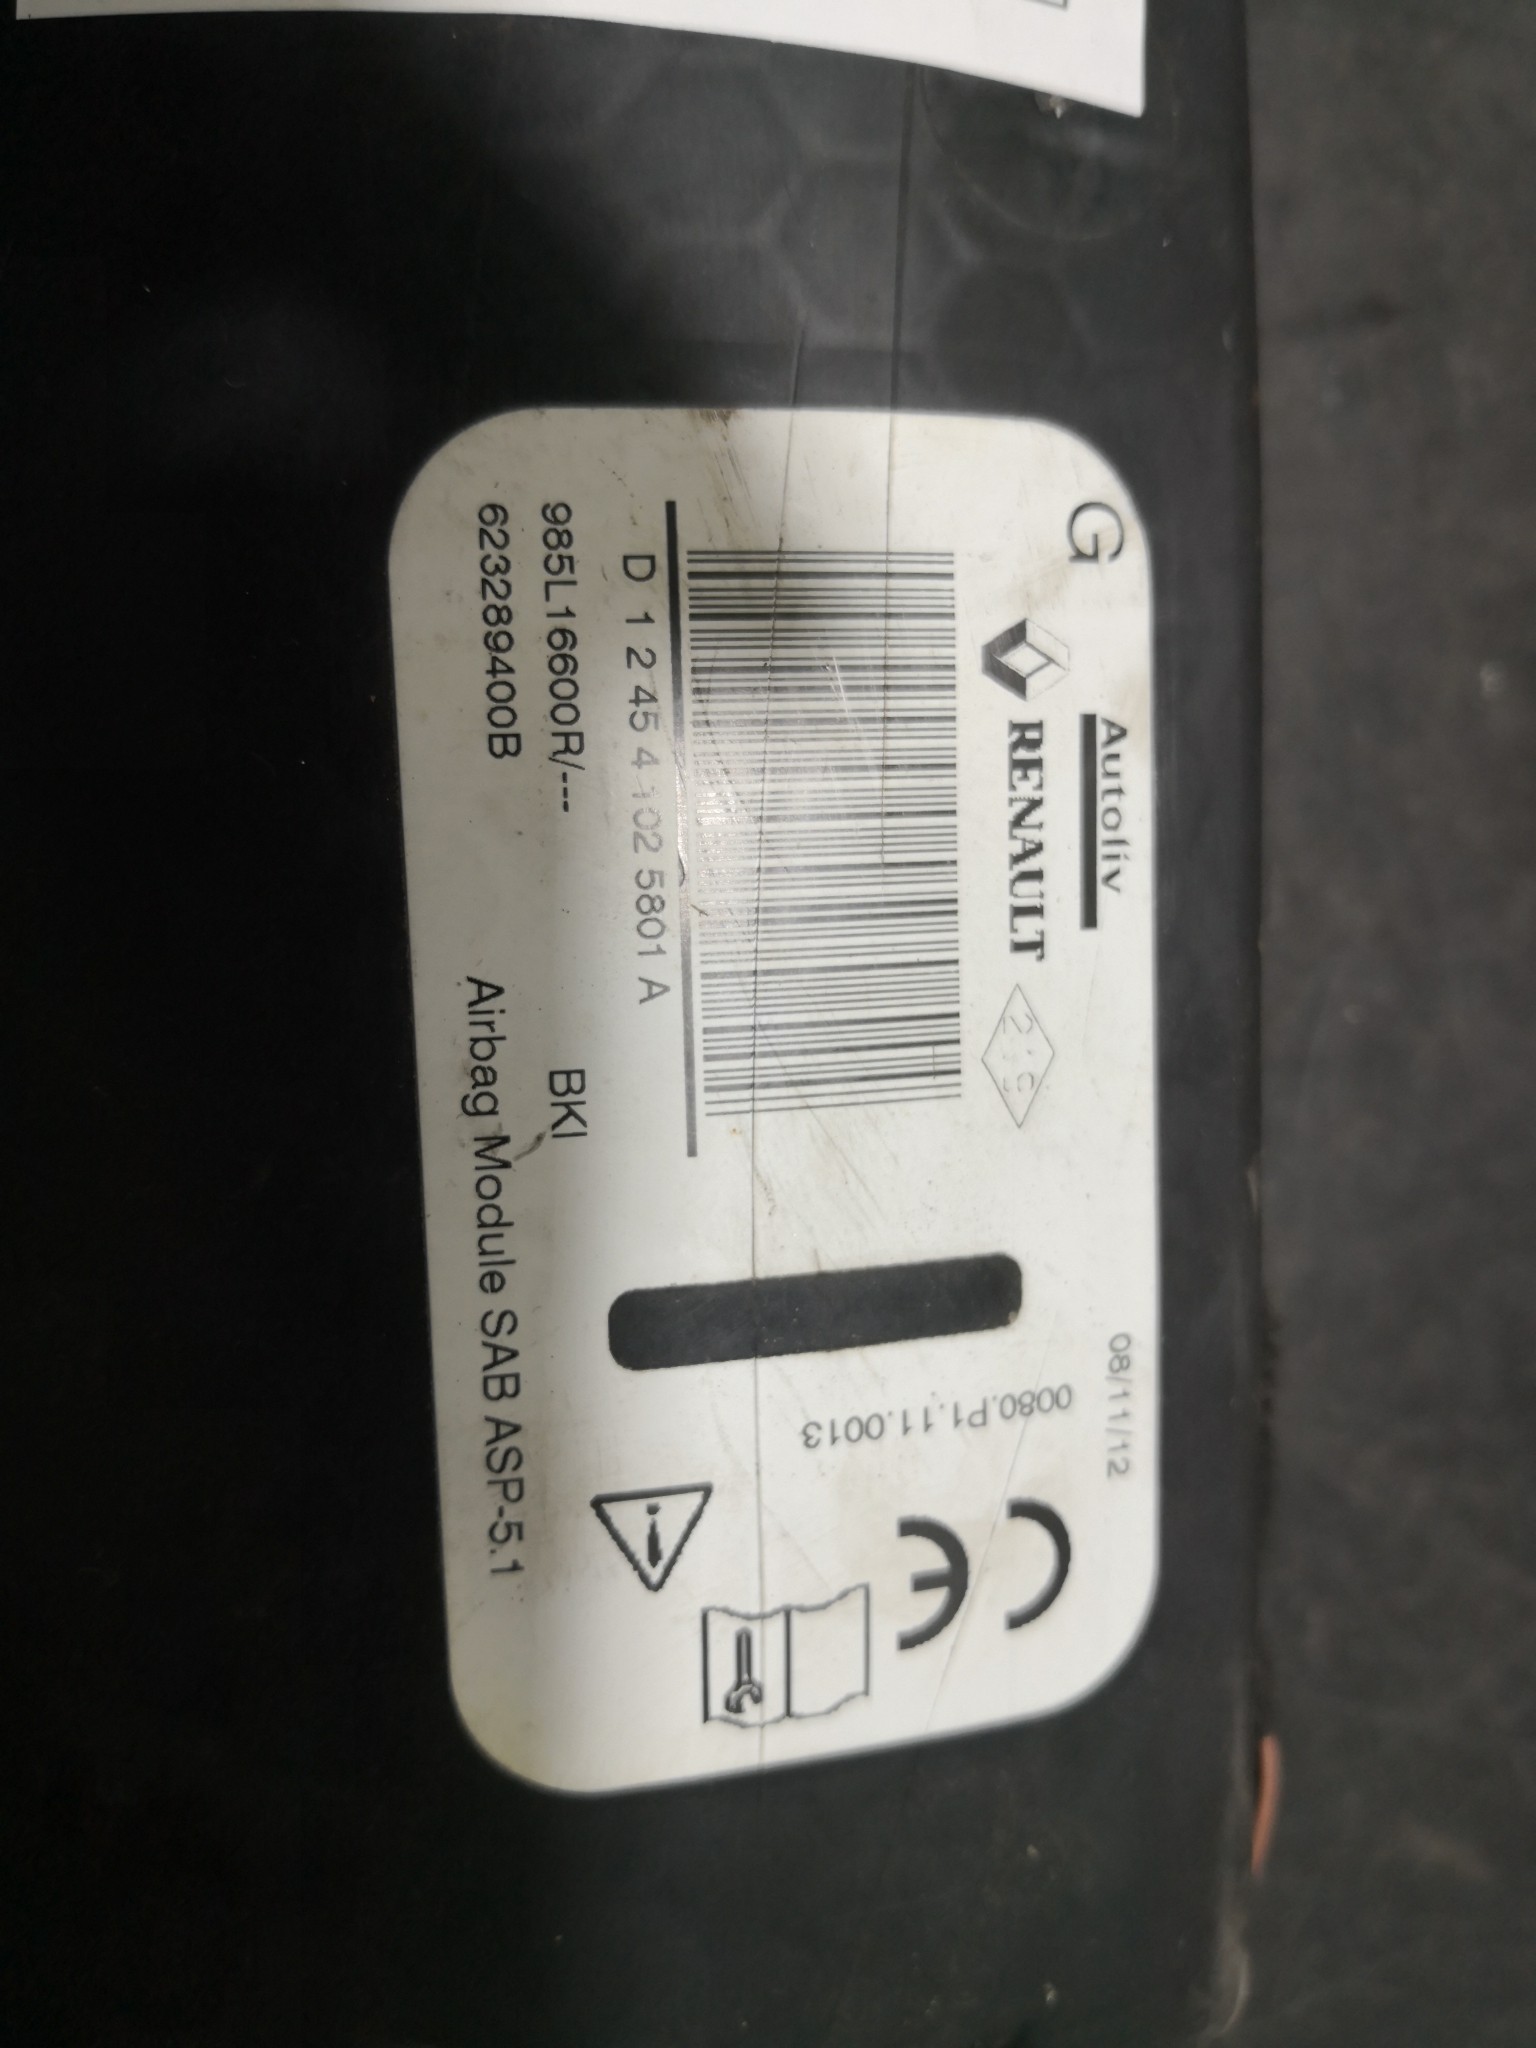 G Autoliv 08/11/12
RENAULT
0080.P1.11.0013
CE
D 1 2 45 4 102 5801 A
985L16600R/--- BKI
623289400B Airbag Module SAB ASP-5.1